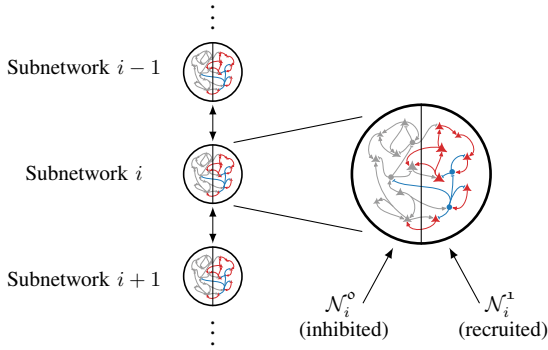 Subnetwork i − 1
Subnetwork i
Subnetwork i + 1
𝒩ᵢ⁰ 𝒩ᵢ¹
(inhibited) (recruited)